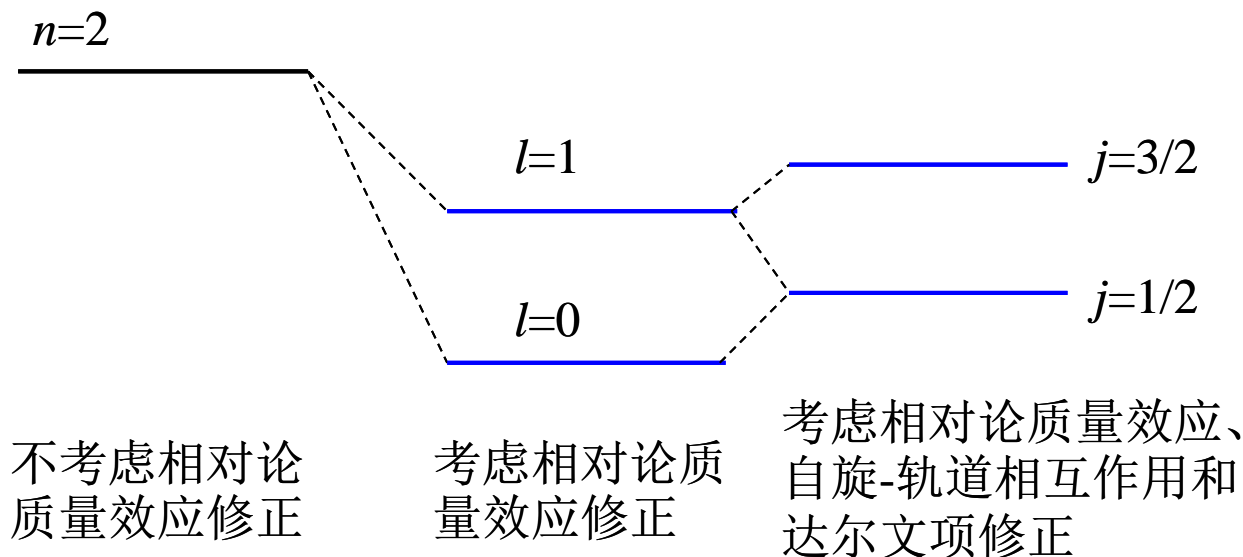 n=2
l=1
j=3/2
l=0
j=1/2
不考虑相对论
质量效应修正
考虑相对论质
量效应修正
考虑相对论质量效应、
自旋-轨道相互作用和
达尔文项修正